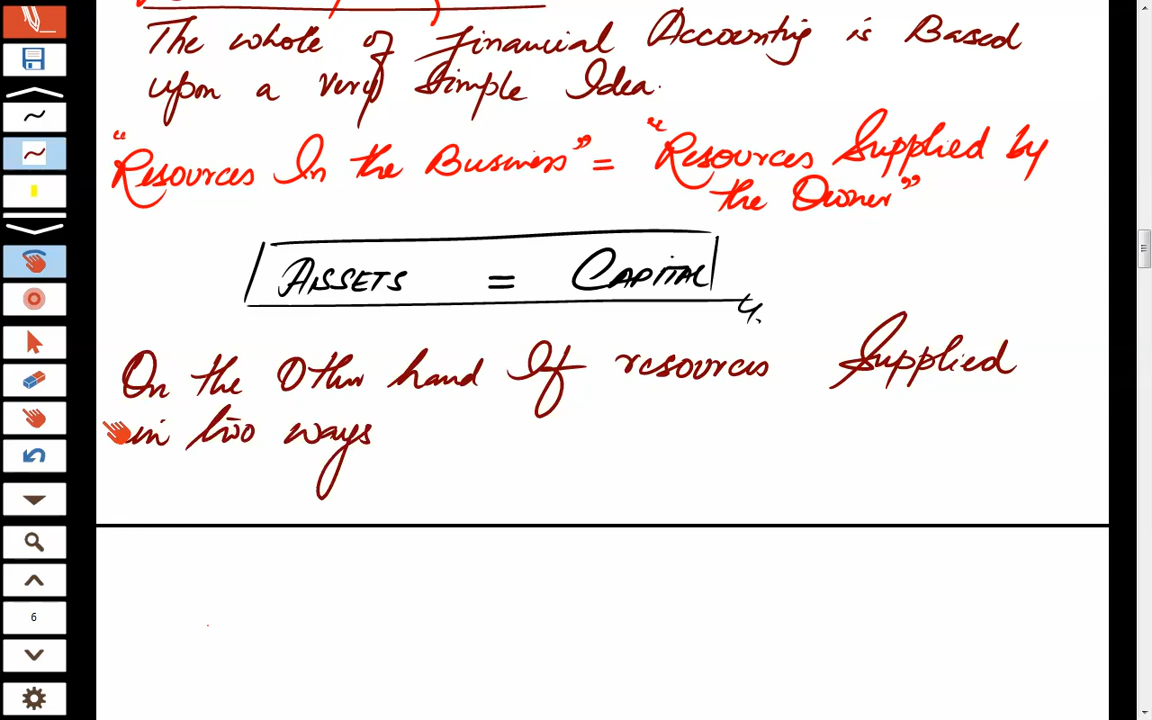 The whole of Financial Accounting is Based
upon a very Simple Idea.
"Resources In the Business" = "Resources Supplied by
the Owner"
ASSETS = CAPITAL
On the Other hand If resources Supplied
in two ways
6